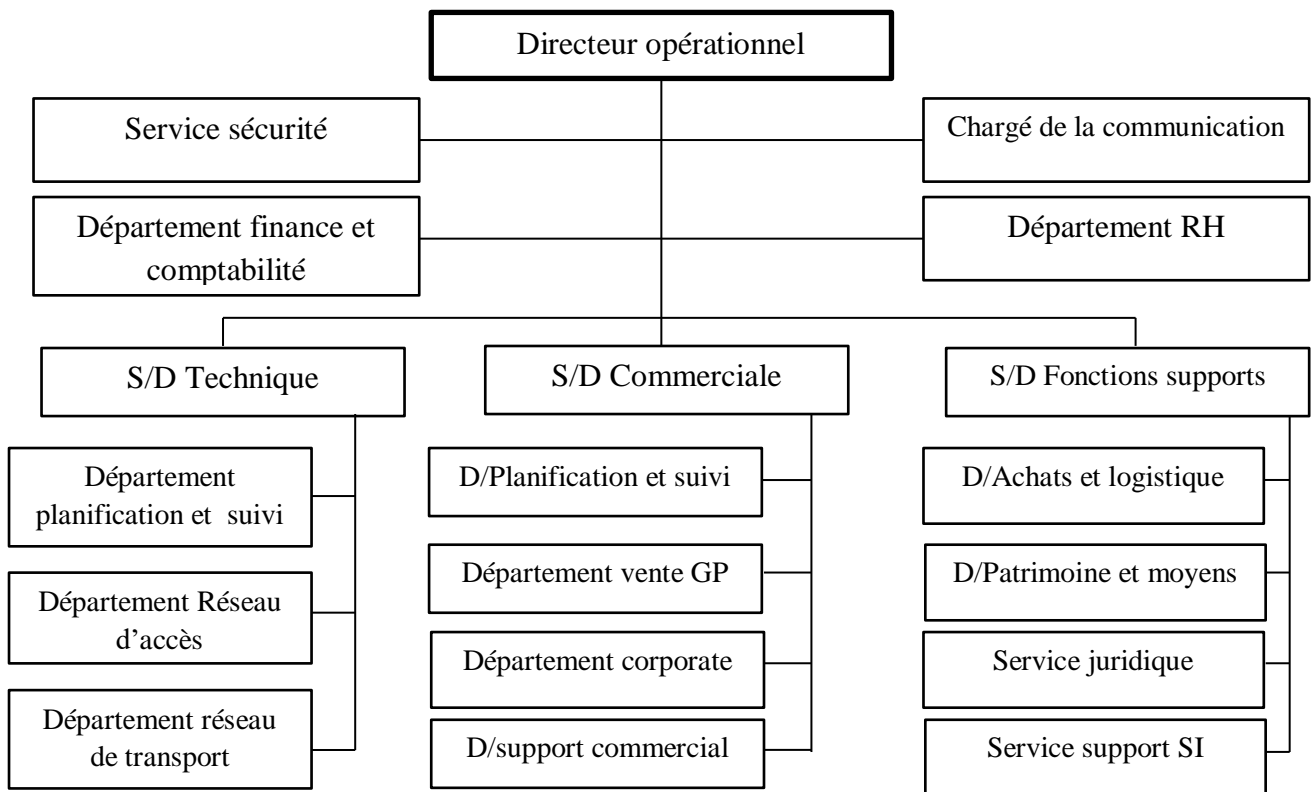 Directeur opérationnel
Service sécurité
Chargé de la communication
Département finance et
comptabilité
Département RH
S/D Technique
S/D Commerciale
S/D Fonctions supports
Département
planification et suivi
Département Réseau
d’accès
Département réseau
de transport
D/Planification et suivi
Département vente GP
Département corporate
D/support commercial
D/Achats et logistique
D/Patrimoine et moyens
Service juridique
Service support SI